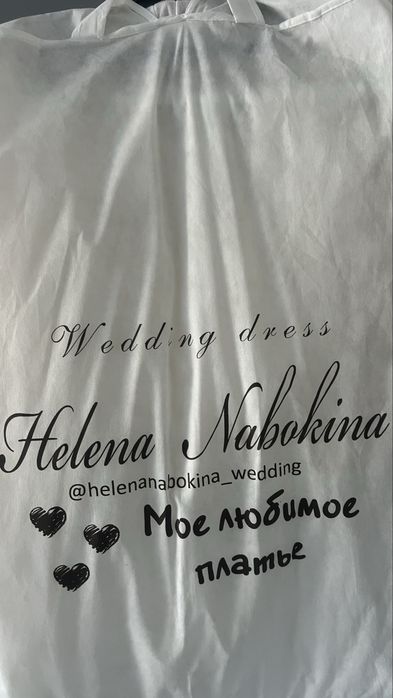 Wedding dress
Helena Nabokina
@helenanabokina_wedding
Мое любимое
платье